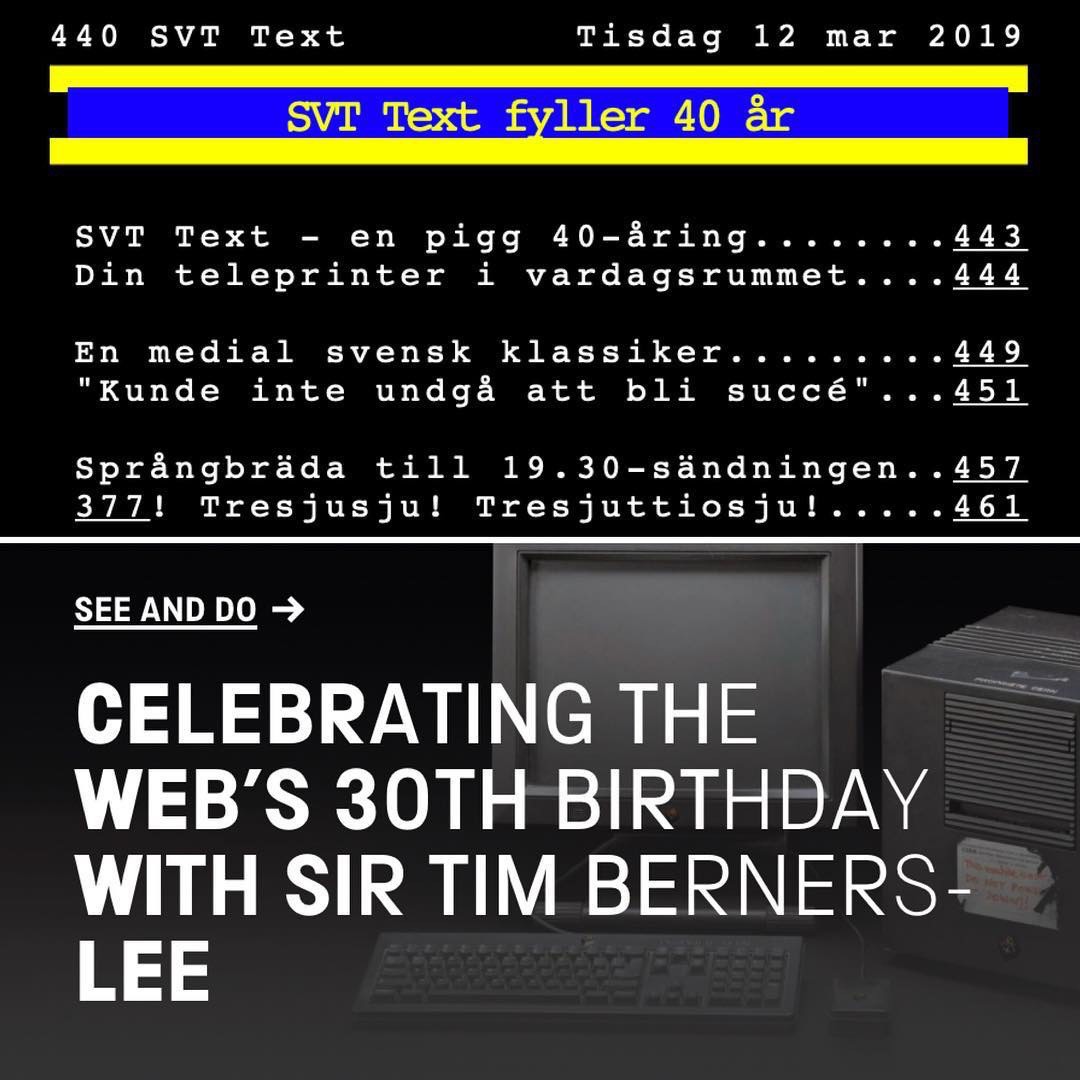 440 SVT Text Tisdag 12 mar 2019
SVT Text fyller 40 år
SVT Text - en pigg 40-åring........443
Din teleprinter i vardagsrummet....444
En medial svensk klassiker.........449
"Kunde inte undgå att bli succé"...451
Språngbräda till 19.30-sändningen..457
377! Tresjusju! Tresjuttiosju!.....461
SEE AND DO →
CELEBRATING THE
WEB'S 30TH BIRTHDAY
WITH SIR TIM BERNERS-
LEE